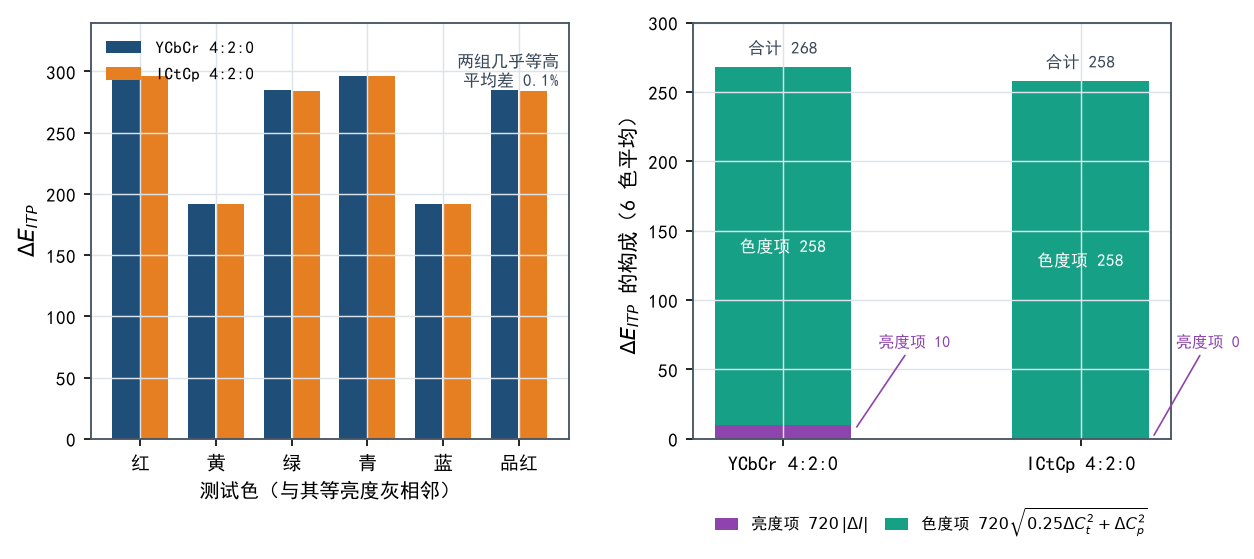 YCbCr 4:2:0
ICtCp 4:2:0
两组几乎等高
平均差 0.1%
300
250
200
150
100
50
0
ΔE_{ITP}
红 黄 绿 青 蓝 品红
测试色（与其等亮度灰相邻）
300
250
200
150
100
50
0
ΔE_{ITP} 的构成（6 色平均）
合计 268
合计 258
色度项 258
色度项 258
亮度项 10
亮度项 0
YCbCr 4:2:0 ICtCp 4:2:0
亮度项 720|ΔI| 色度项 720√(0.25ΔC_t^2 + ΔC_p^2)